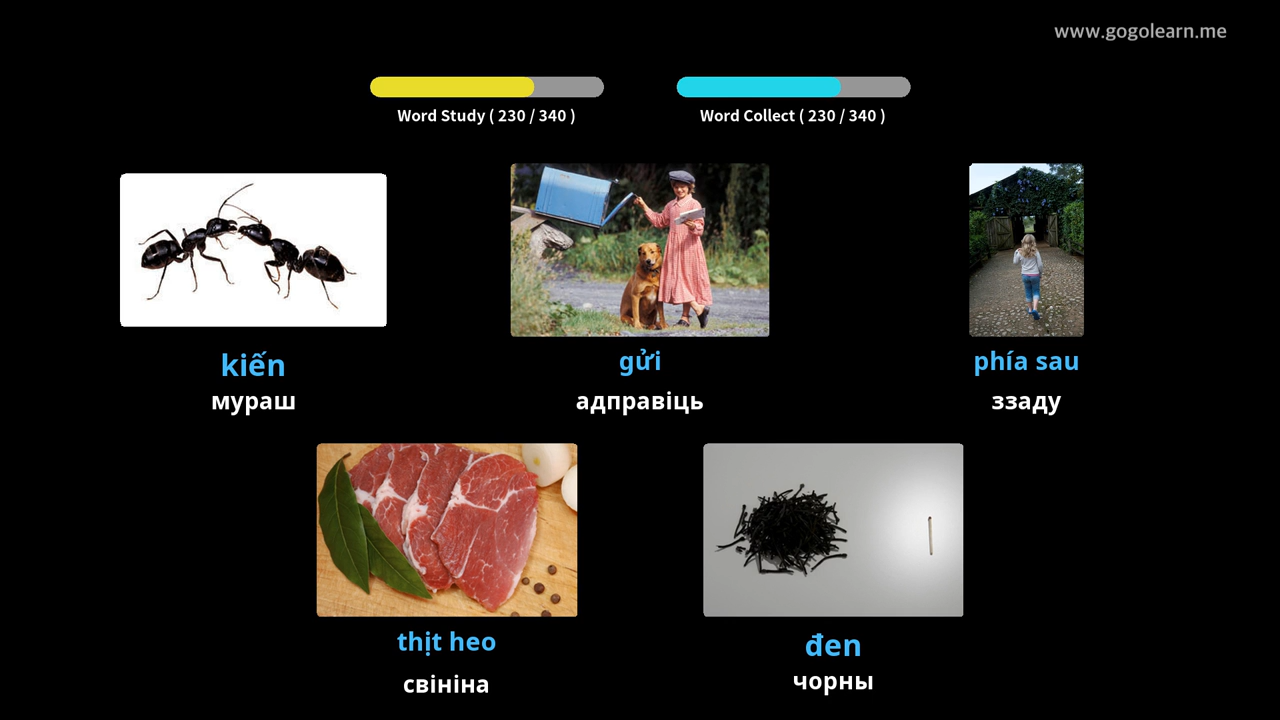 www.gogolearn.me
Word Study ( 230 / 340 )
Word Collect ( 230 / 340 )
kiến
мураш
gửi
адправіць
phía sau
ззаду
thịt heo
свініна
đen
чорны